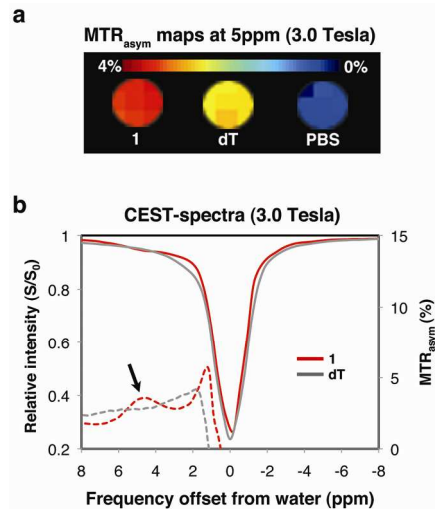 a
MTRasym maps at 5ppm (3.0 Tesla)
4% 0%
1 dT PBS
b
CEST-spectra (3.0 Tesla)
Relative intensity (S/S0)
1
0.8
0.6
0.4
0.2
15
10
5
0
MTRasym (%)
1
dT
8 6 4 2 0 -2 -4 -6 -8
Frequency offset from water (ppm)